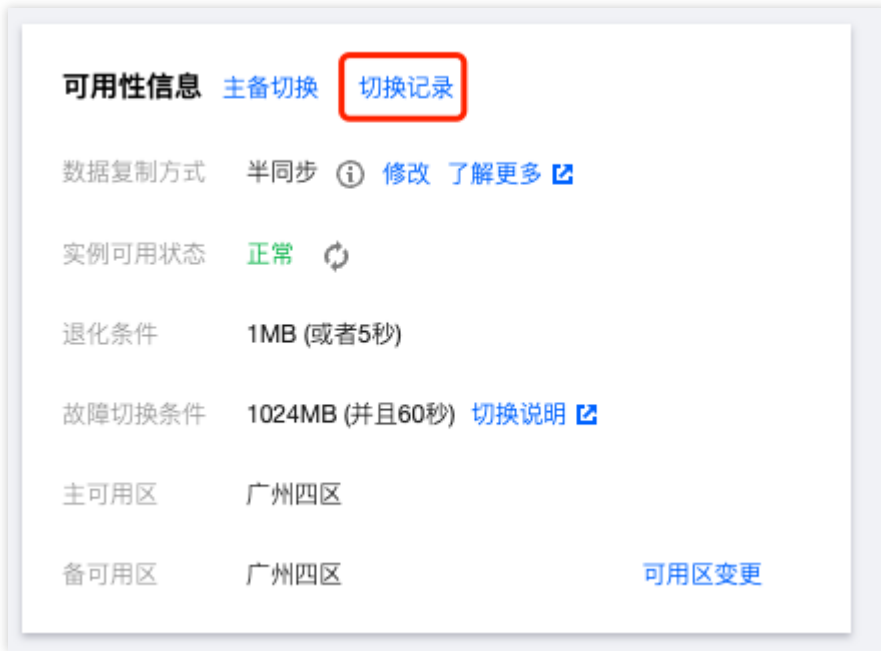 可用性信息 主备切换 切换记录
数据复制方式 半同步 修改 了解更多
实例可用状态 正常
退化条件 1MB (或者5秒)
故障切换条件 1024MB (并且60秒) 切换说明
主可用区 广州四区
备可用区 广州四区 可用区变更